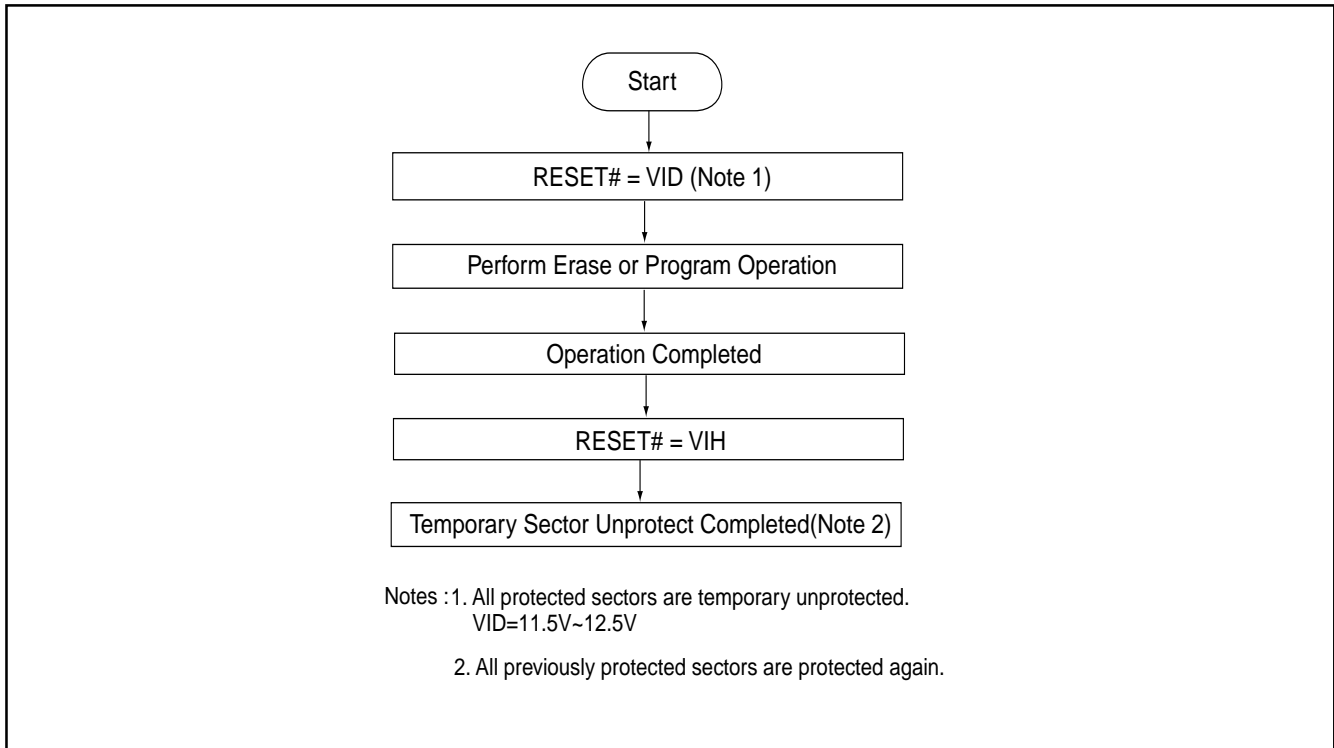 Start
RESET# = VID (Note 1)
Perform Erase or Program Operation
Operation Completed
RESET# = VIH
Temporary Sector Unprotect Completed(Note 2)
Notes : 1. All protected sectors are temporary unprotected.
VID=11.5V~12.5V
2. All previously protected sectors are protected again.